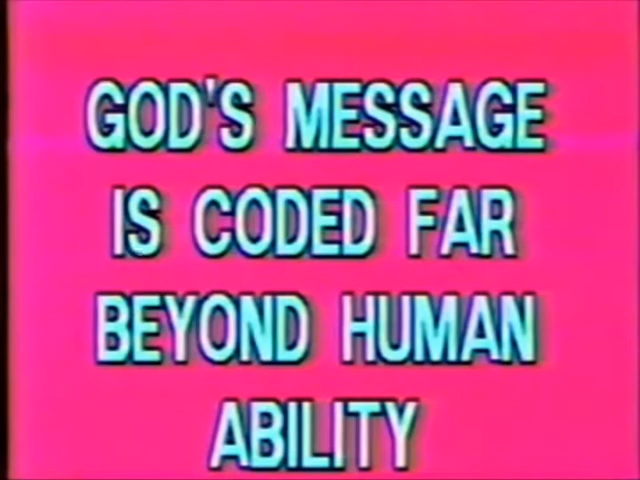 GOD'S MESSAGE
IS CODED FAR
BEYOND HUMAN
ABILITY